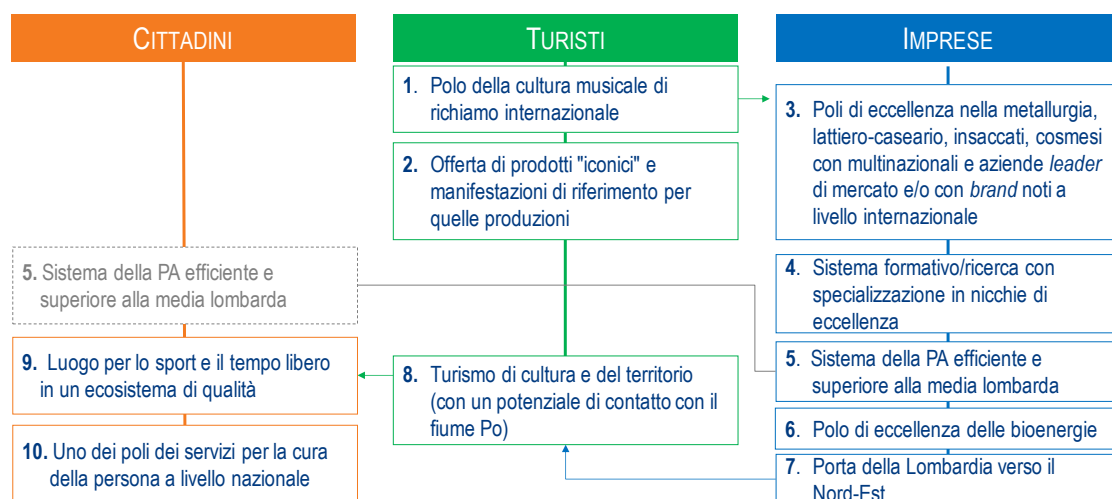 CITTADINI
5. Sistema della PA efficiente e
superiore alla media lombarda
9. Luogo per lo sport e il tempo libero
in un ecosistema di qualità
10. Uno dei poli dei servizi per la cura
della persona a livello nazionale
TURISTI
1. Polo della cultura musicale di
richiamo internazionale
2. Offerta di prodotti "iconici" e
manifestazioni di riferimento per
quelle produzioni
8. Turismo di cultura e del territorio
(con un potenziale di contatto con il
fiume Po)
IMPRESE
3. Poli di eccellenza nella metallurgia,
lattiero-caseario, insaccati, cosmesi
con multinazionali e aziende leader
di mercato e/o con brand noti a
livello internazionale
4. Sistema formativo/ricerca con
specializzazione in nicchie di
eccellenza
5. Sistema della PA efficiente e
superiore alla media lombarda
6. Polo di eccellenza delle bioenergie
7. Porta della Lombardia verso il
Nord-Est